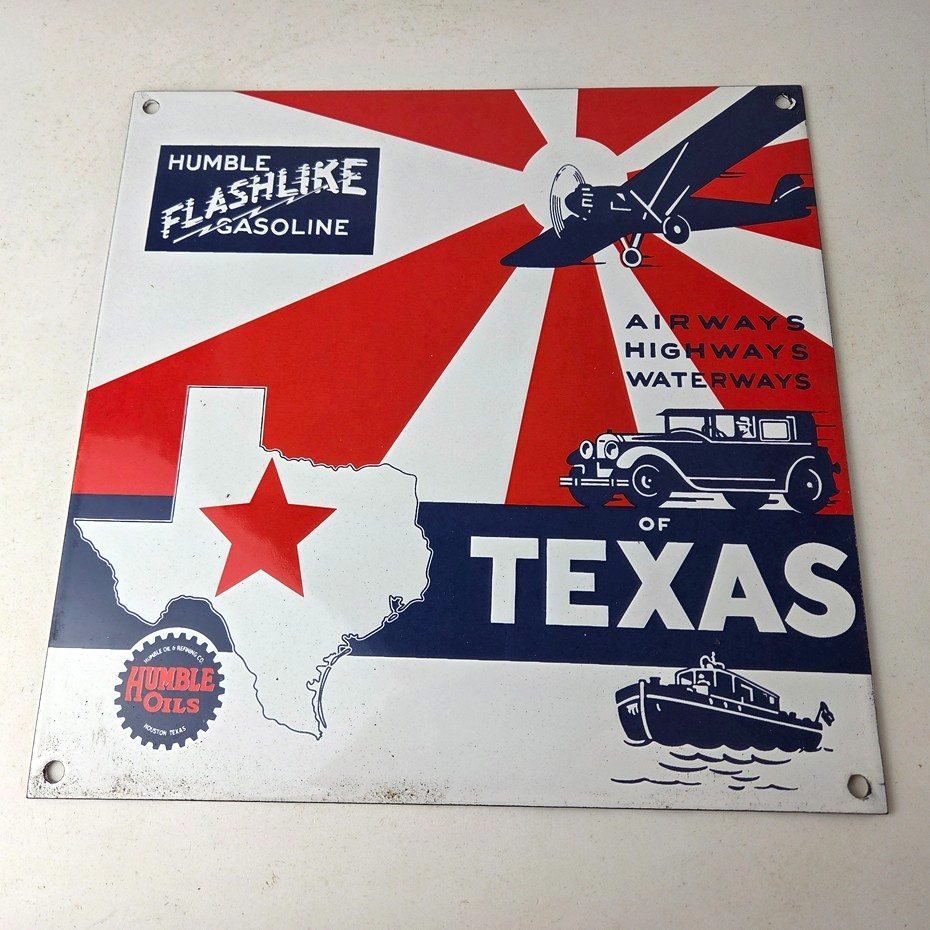 HUMBLE
FLASHLIKE
GASOLINE
AIRWAYS
HIGHWAYS
WATERWAYS
OF
TEXAS
HUMBLE OIL & REFINING CO.
HUMBLE
OILS
HOUSTON TEXAS